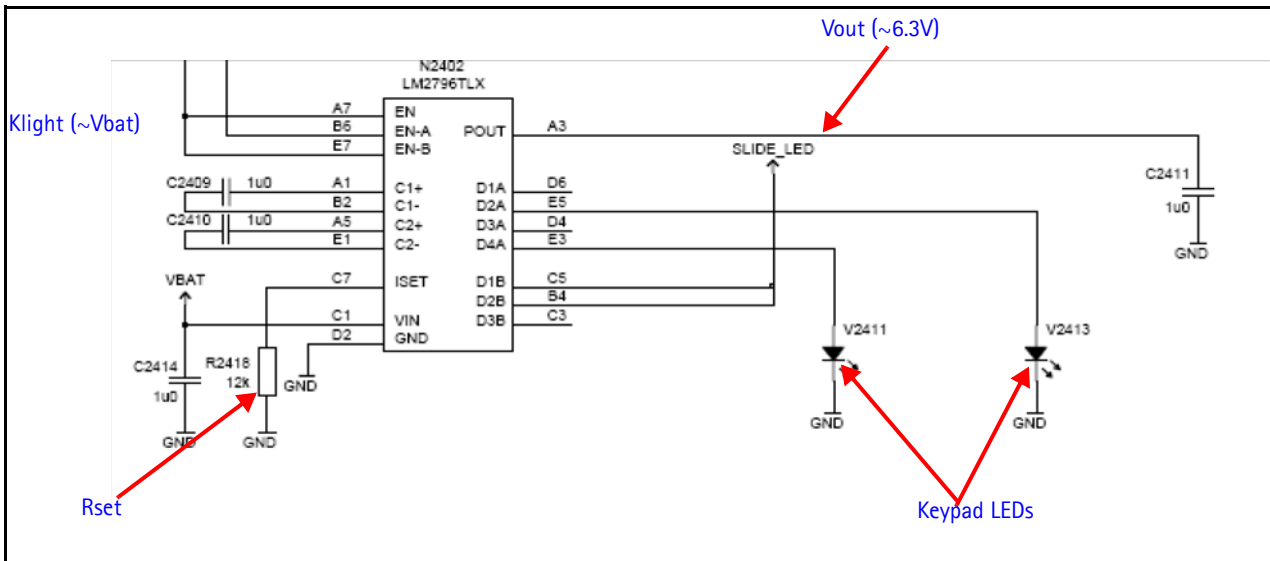 Vout (~6.3V)
N2402
LM2796TLX
Klight (~Vbat)
A7 EN
B6 EN-A POUT A3
E7 EN-B
SLIDE_LED
C2409 1u0 A1 C1+ D1A D6
B2 C1- D2A E5
C2410 1u0 A5 C2+ D3A D4
E1 C2- D4A E3
C2411
1u0
GND
VBAT
C7 ISET D1B C5
D2B B4
C1 VIN D3B C3
D2 GND
V2411 V2413
C2414 R2418 GND
1u0 12k
GND GND GND GND
Rset
Keypad LEDs